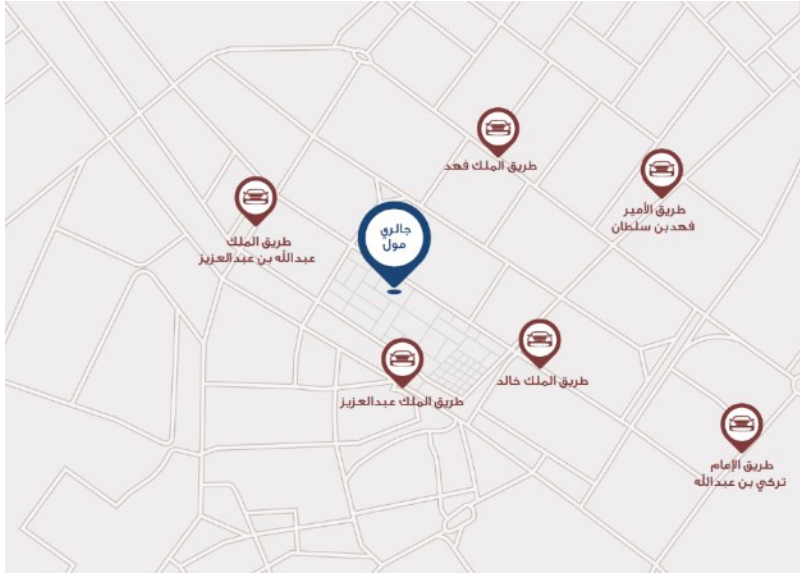 طريق الملك فهد
طريق الأمير
فهد بن سلطان
جالري
مول
طريق الملك
عبدالله بن عبدالعزيز
طريق الملك خالد
طريق الملك عبدالعزيز
طريق الإمام
تركي بن عبدالله